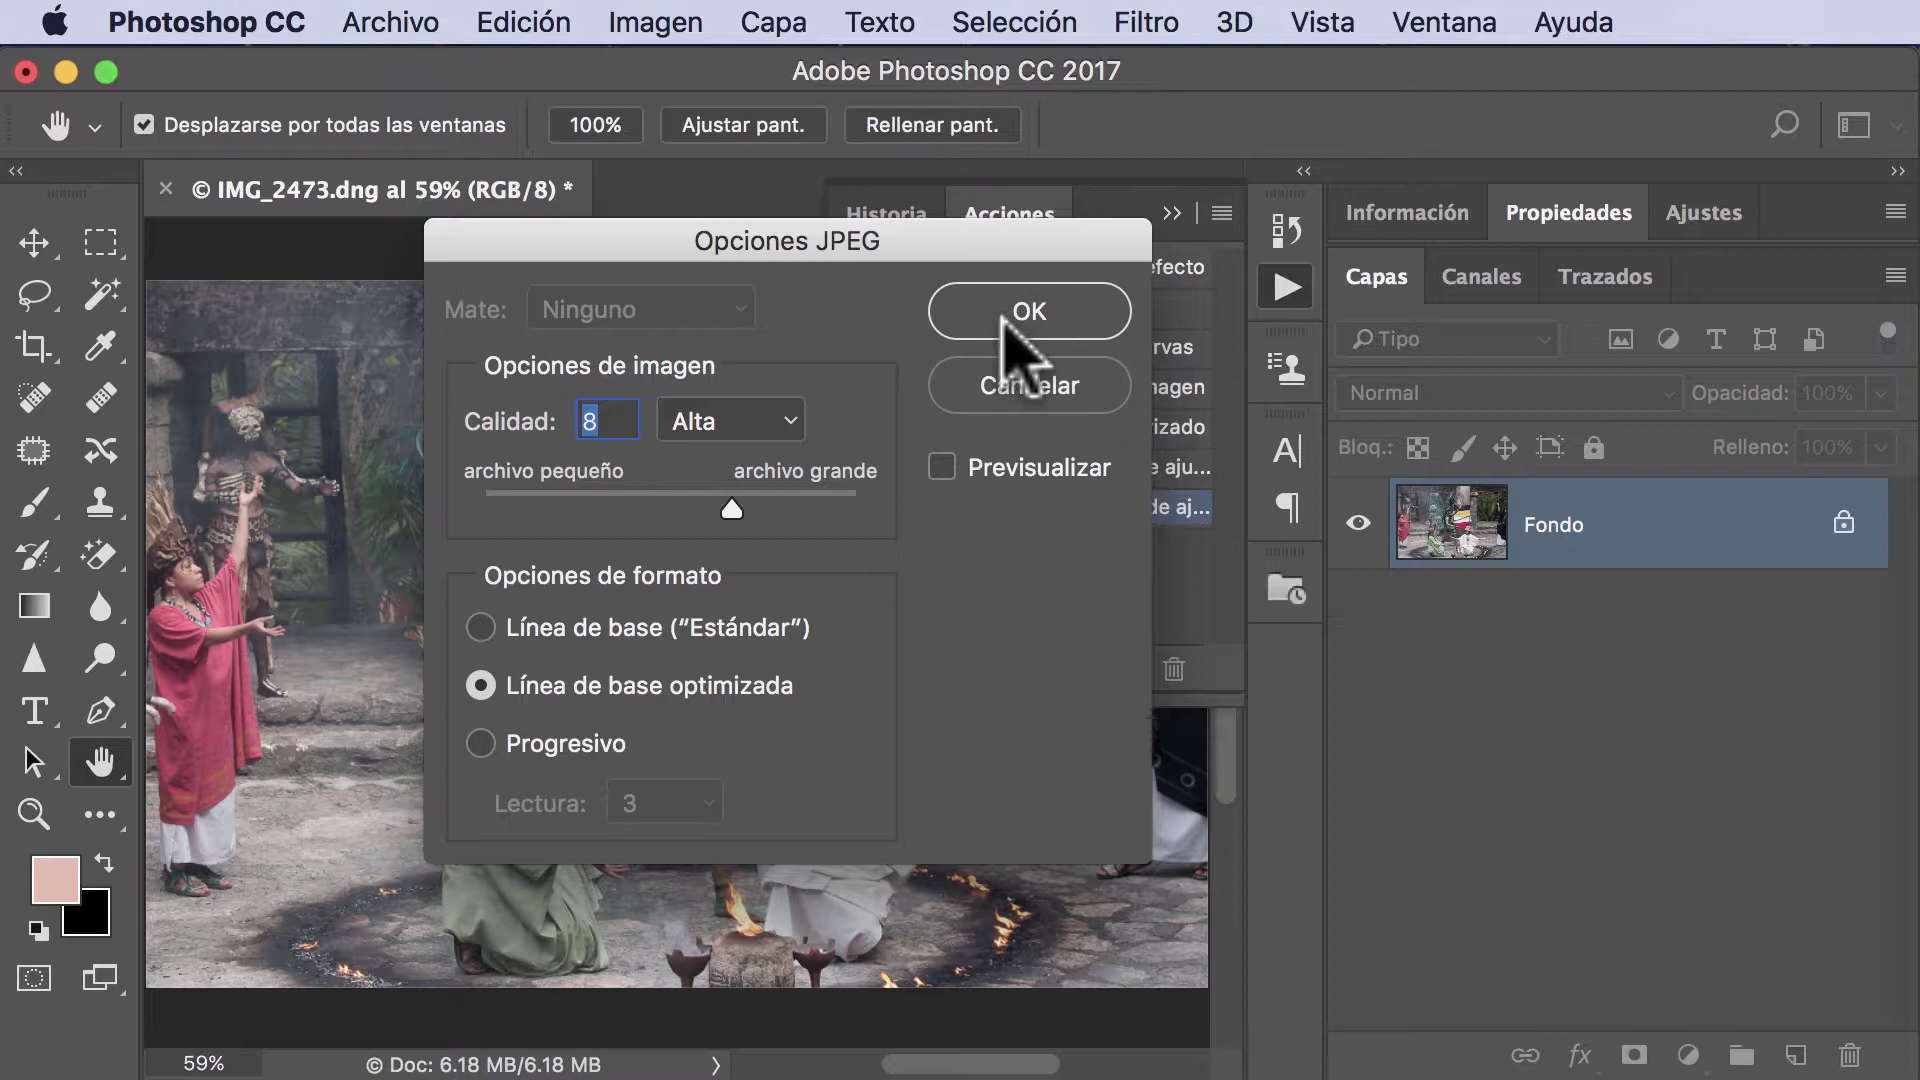 Photoshop CC Archivo Edición Imagen Capa Texto Selección Filtro 3D Vista Ventana Ayuda
Adobe Photoshop CC 2017
Desplazarse por todas las ventanas 100% Ajustar pant. Rellenar pant.
© IMG_2473.dng al 59% (RGB/8) *
Historia Acciones
Información Propiedades Ajustes
Opciones JPEG
Mate: Ninguno
OK
Cancelar
Opciones de imagen
Calidad: 8 Alta
archivo pequeño archivo grande
Previsualizar
Opciones de formato
Línea de base (“Estándar”)
Línea de base optimizada
Progresivo
Lectura: 3
efecto
rvas
nagen
rizado
e aju...
de aj...
Capas Canales Trazados
Tipo
Normal Opacidad: 100%
Bloq.: Relleno: 100%
Fondo
59% © Doc: 6.18 MB/6.18 MB